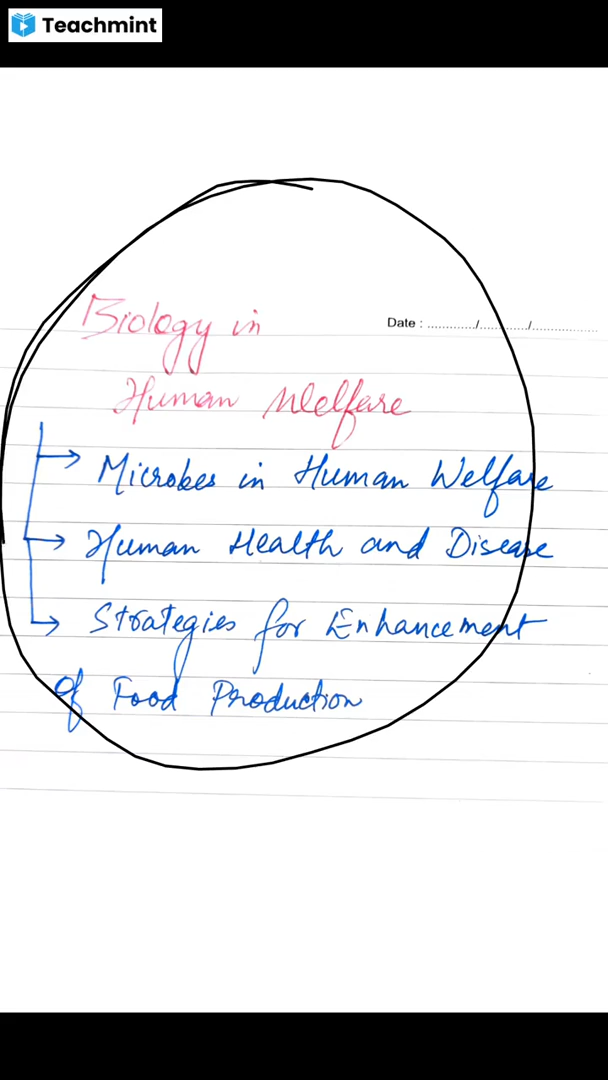 Teachmint
Biology in
Date : ............/............/...............
Human Welfare
Microbes in Human Welfare
Human Health and Disease
Strategies for Enhancement
of Food Production